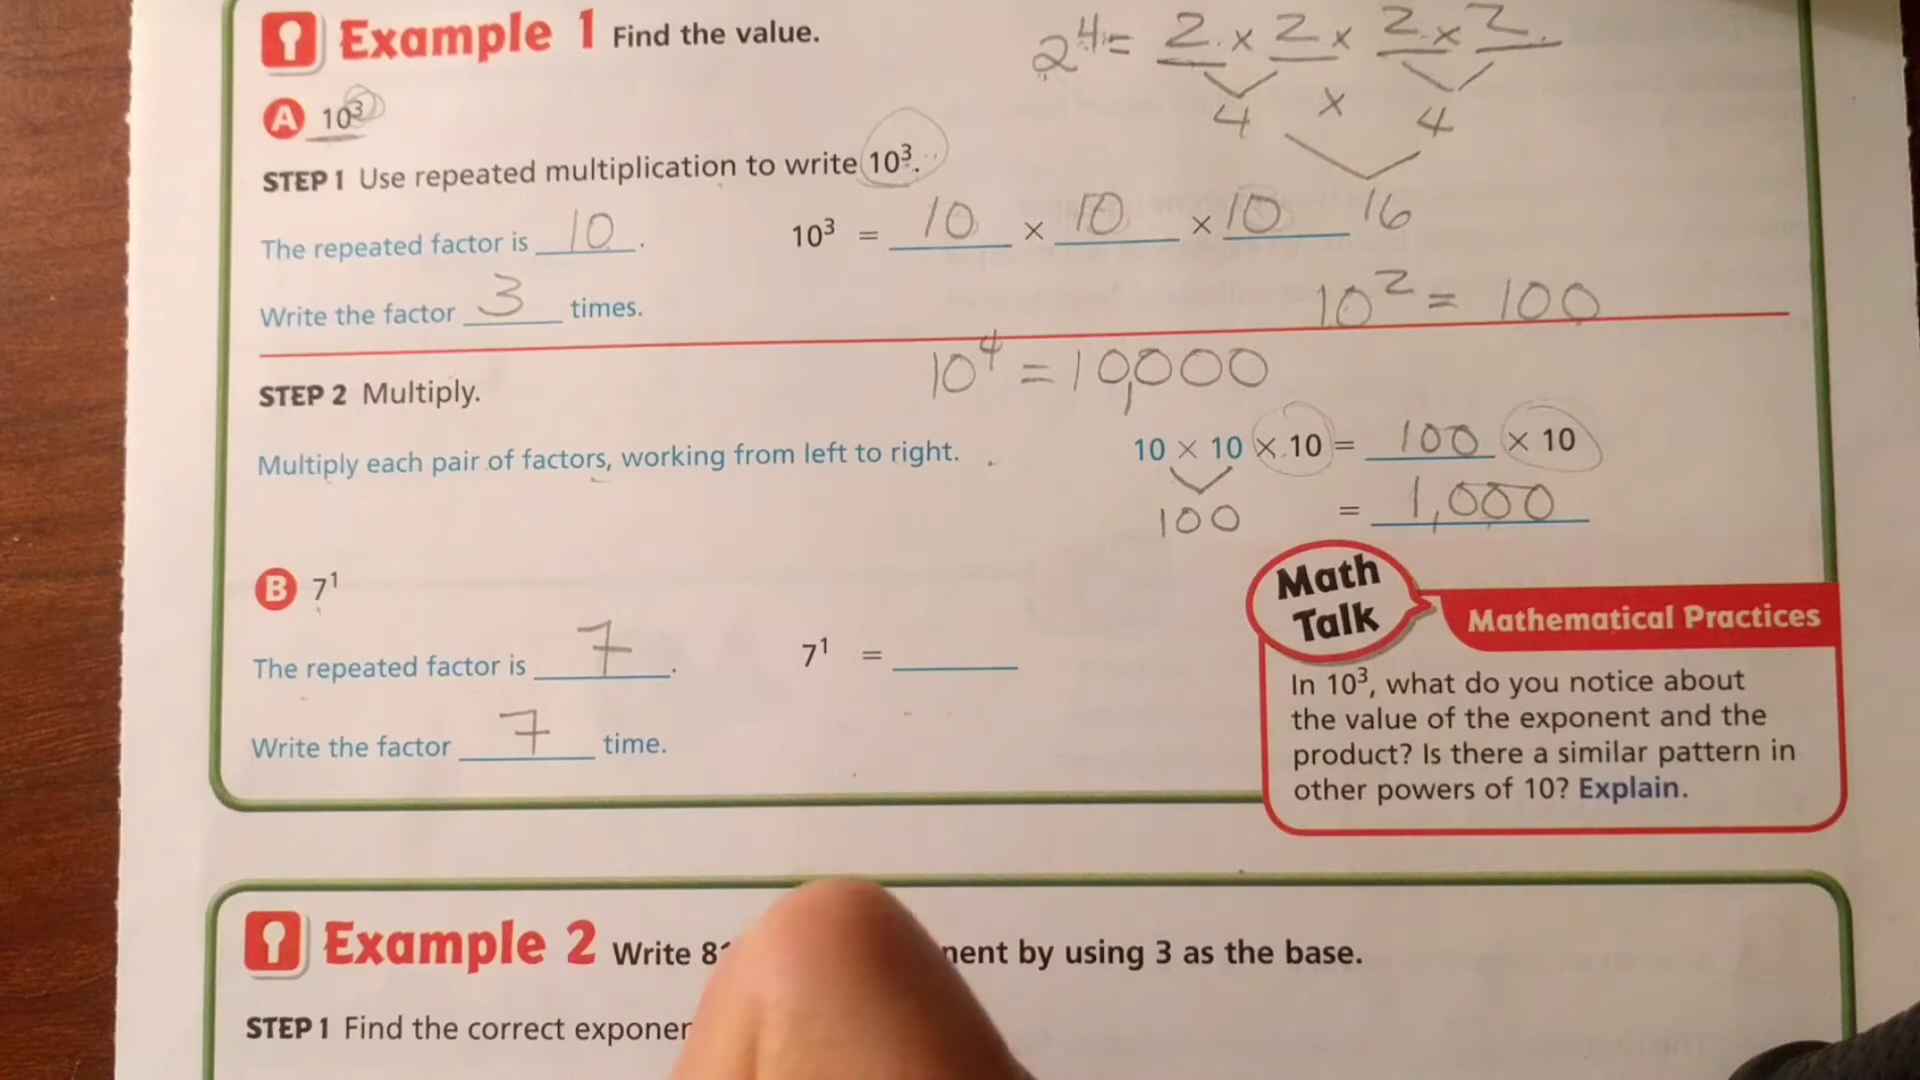 Example 1 Find the value.
2⁴ = 2 × 2 × 2 × 2
4 × 4
16
A 10³
STEP 1 Use repeated multiplication to write 10³.
The repeated factor is 10. 10³ = 10 × 10 × 10
Write the factor 3 times.
10² = 100
10⁴ = 10,000
STEP 2 Multiply.
Multiply each pair of factors, working from left to right. 10 × 10 × 10 = 100 × 10
100 = 1,000
B 7¹
The repeated factor is 7. 7¹ =
Write the factor 7 time.
Math
Talk
Mathematical Practices
In 10³, what do you notice about
the value of the exponent and the
product? Is there a similar pattern in
other powers of 10? Explain.
Example 2 Write by using 3 as the base.
STEP 1 Find the correct